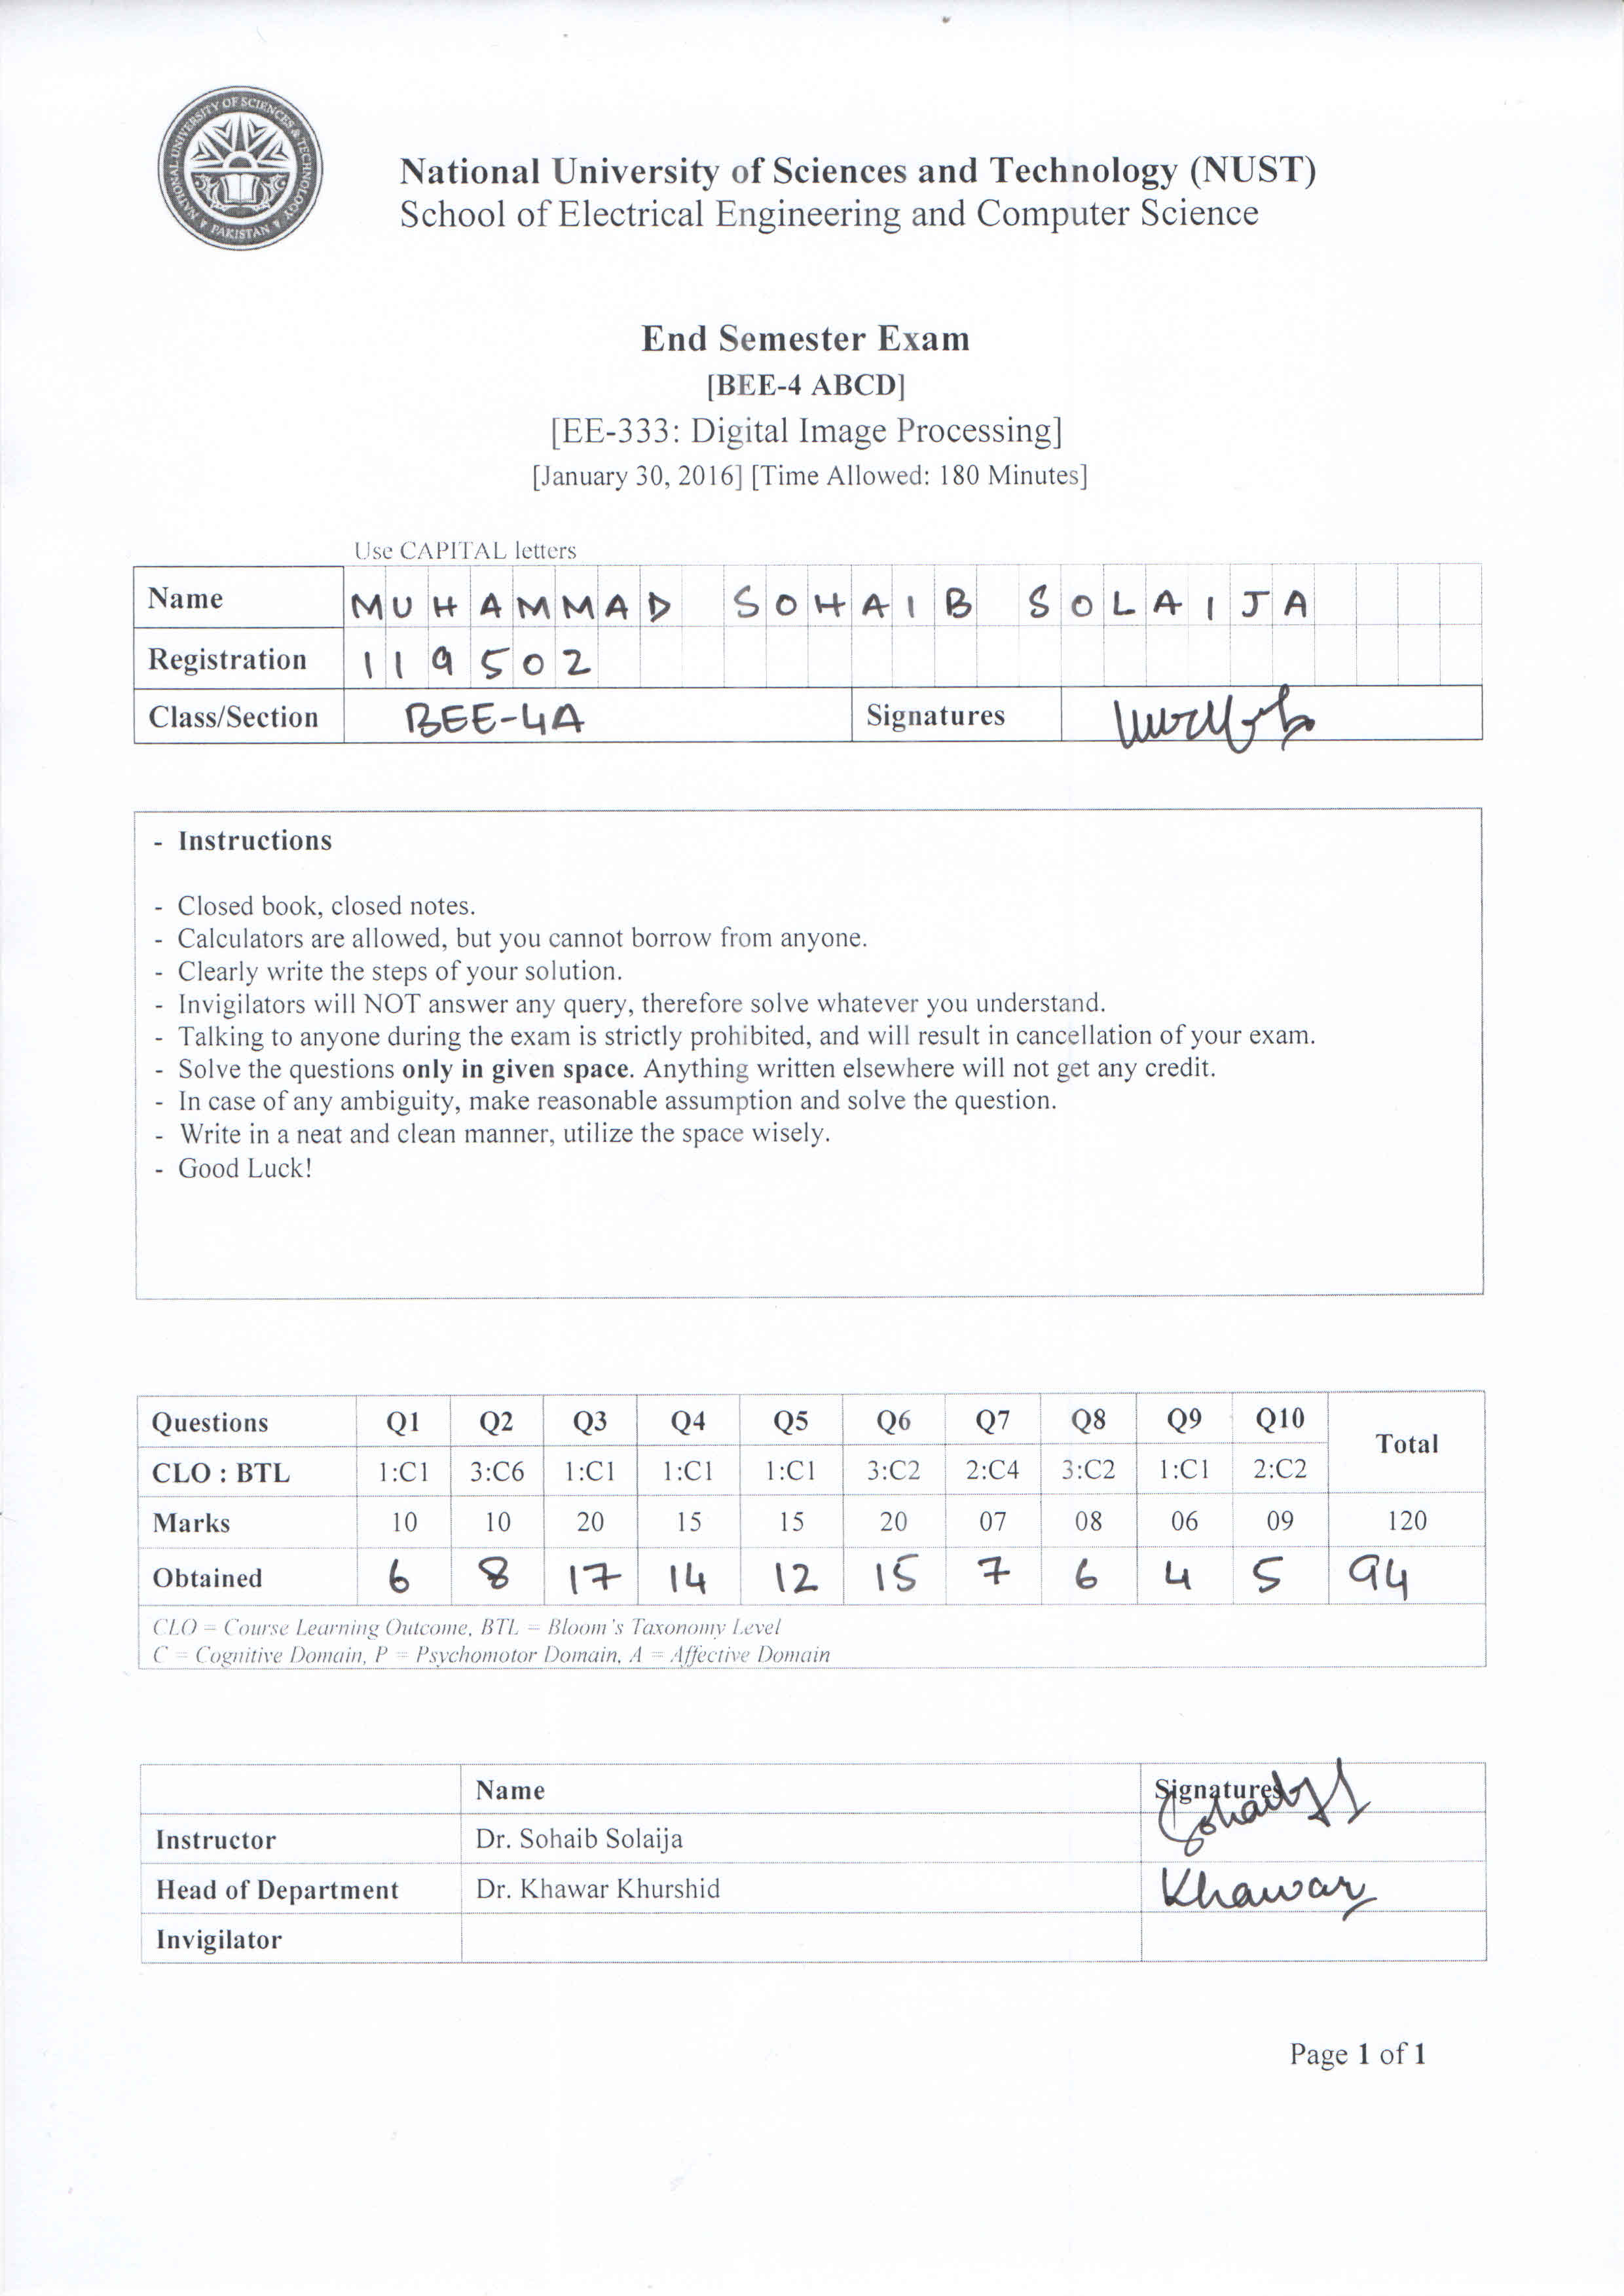 NATIONAL UNIVERSITY OF SCIENCES & TECHNOLOGY
PAKISTAN
National University of Sciences and Technology (NUST)
School of Electrical Engineering and Computer Science
End Semester Exam
[BEE-4 ABCD]
[EE-333: Digital Image Processing]
[January 30, 2016] [Time Allowed: 180 Minutes]
Use CAPITAL letters
Name MUHAMMAD SOHAIB SOLAIJA
Registration 119502
Class/Section BEE-4A Signatures
- Instructions
- Closed book, closed notes.
- Calculators are allowed, but you cannot borrow from anyone.
- Clearly write the steps of your solution.
- Invigilators will NOT answer any query, therefore solve whatever you understand.
- Talking to anyone during the exam is strictly prohibited, and will result in cancellation of your exam.
- Solve the questions only in given space. Anything written elsewhere will not get any credit.
- In case of any ambiguity, make reasonable assumption and solve the question.
- Write in a neat and clean manner, utilize the space wisely.
- Good Luck!
Questions Q1 Q2 Q3 Q4 Q5 Q6 Q7 Q8 Q9 Q10 Total
CLO : BTL 1:C1 3:C6 1:C1 1:C1 1:C1 3:C2 2:C4 3:C2 1:C1 2:C2
Marks 10 10 20 15 15 20 07 08 06 09 120
Obtained 6 8 17 14 12 15 7 6 4 5 94
CLO = Course Learning Outcome, BTL = Bloom's Taxonomy Level
C = Cognitive Domain, P = Psychomotor Domain, A = Affective Domain
Name Signatures
Instructor Dr. Sohaib Solaija Sohaib
Head of Department Dr. Khawar Khurshid Khawar
Invigilator
Page 1 of 1